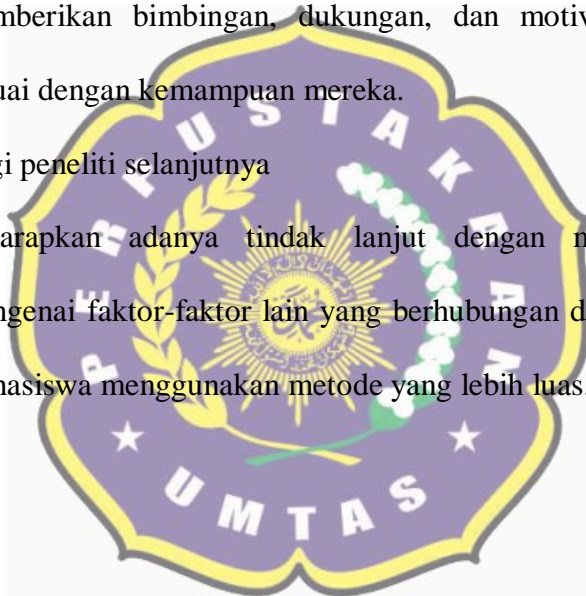 mberikan bimbingan, dukungan, dan motiv
uai dengan kemampuan mereka.
gi peneliti selanjutnya
arapkan adanya tindak lanjut dengan m
ngenai faktor-faktor lain yang berhubungan d
hasiswa menggunakan metode yang lebih luas.
PERPUSTAKAAN
UMTAS